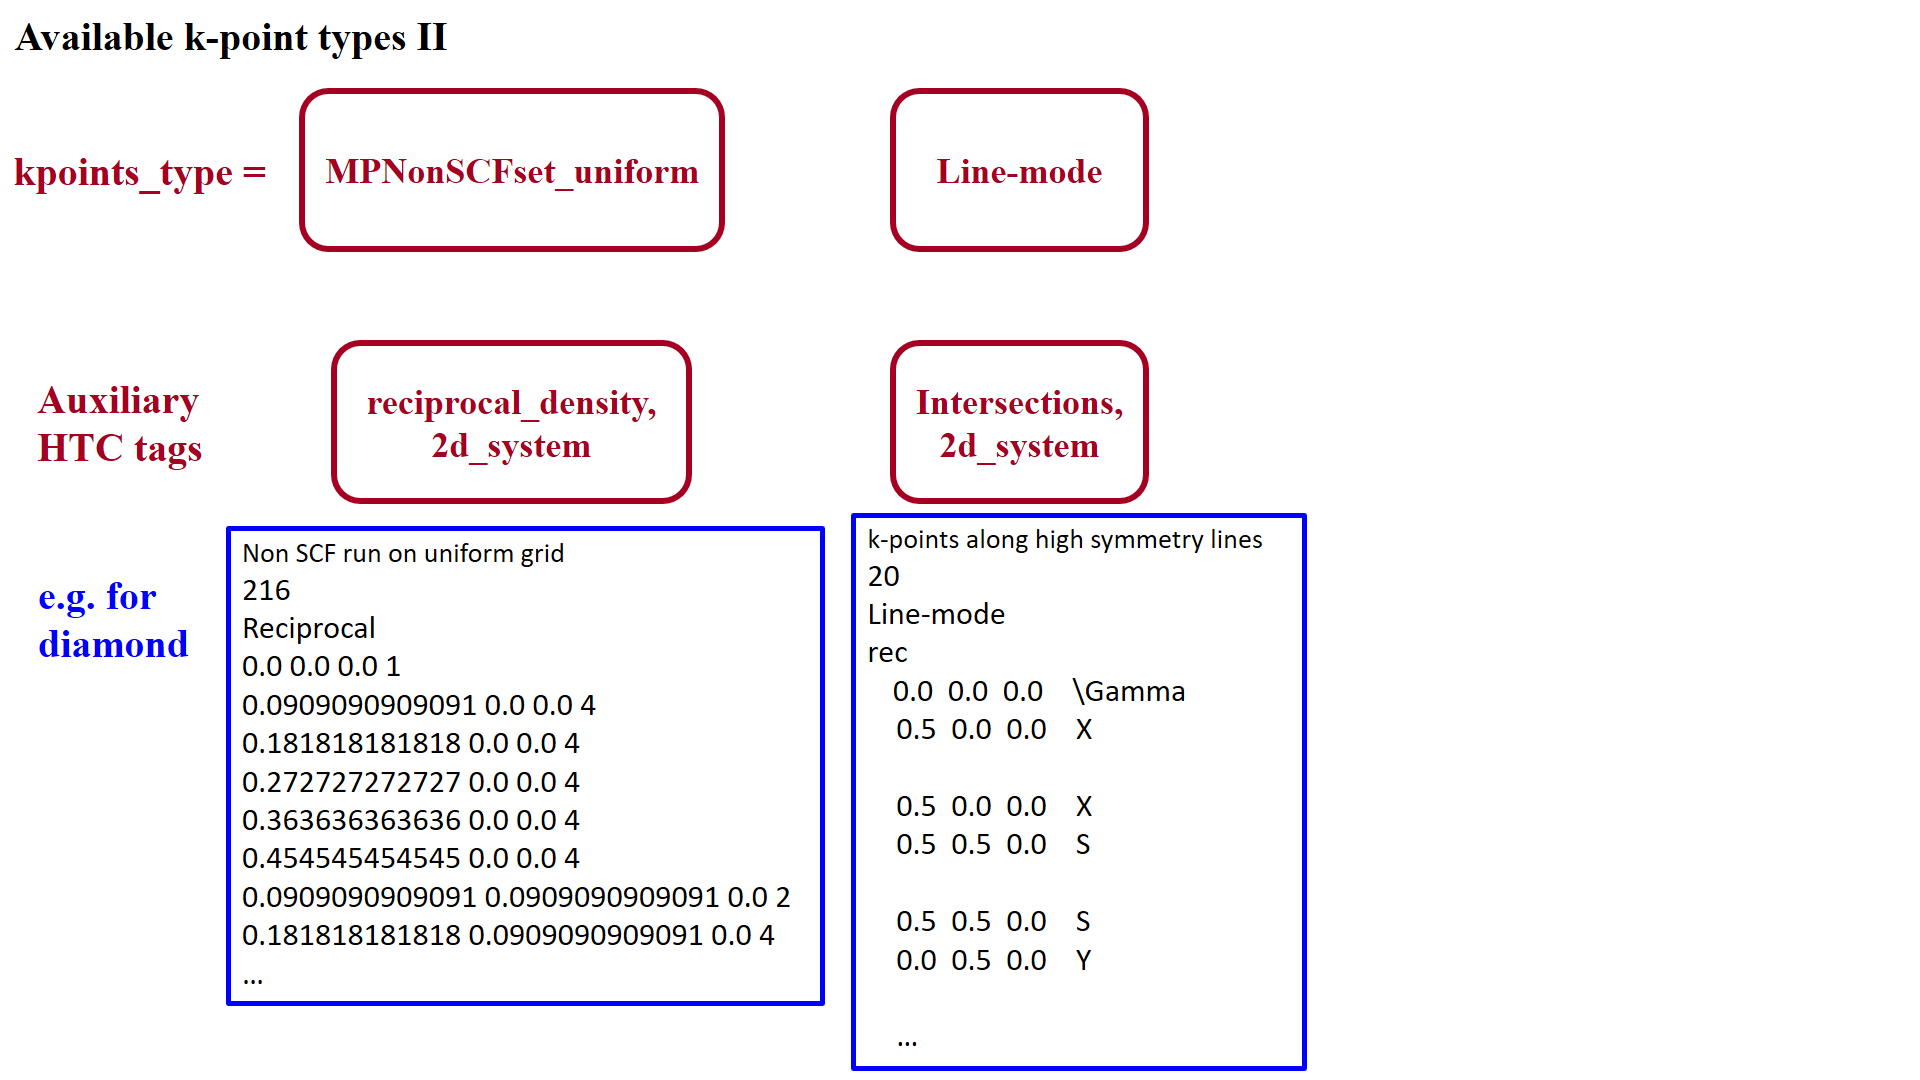 Available k-point types II
kpoints_type =
MPNonSCFset_uniform
Line-mode
Auxiliary
HTC tags
reciprocal_density,
2d_system
Intersections,
2d_system
e.g. for
diamond
Non SCF run on uniform grid
216
Reciprocal
0.0 0.0 0.0 1
0.0909090909091 0.0 0.0 4
0.181818181818 0.0 0.0 4
0.272727272727 0.0 0.0 4
0.363636363636 0.0 0.0 4
0.454545454545 0.0 0.0 4
0.0909090909091 0.0909090909091 0.0 2
0.181818181818 0.0909090909091 0.0 4
...
k-points along high symmetry lines
20
Line-mode
rec
0.0 0.0 0.0 \Gamma
0.5 0.0 0.0 X
0.5 0.0 0.0 X
0.5 0.5 0.0 S
0.5 0.5 0.0 S
0.0 0.5 0.0 Y
...